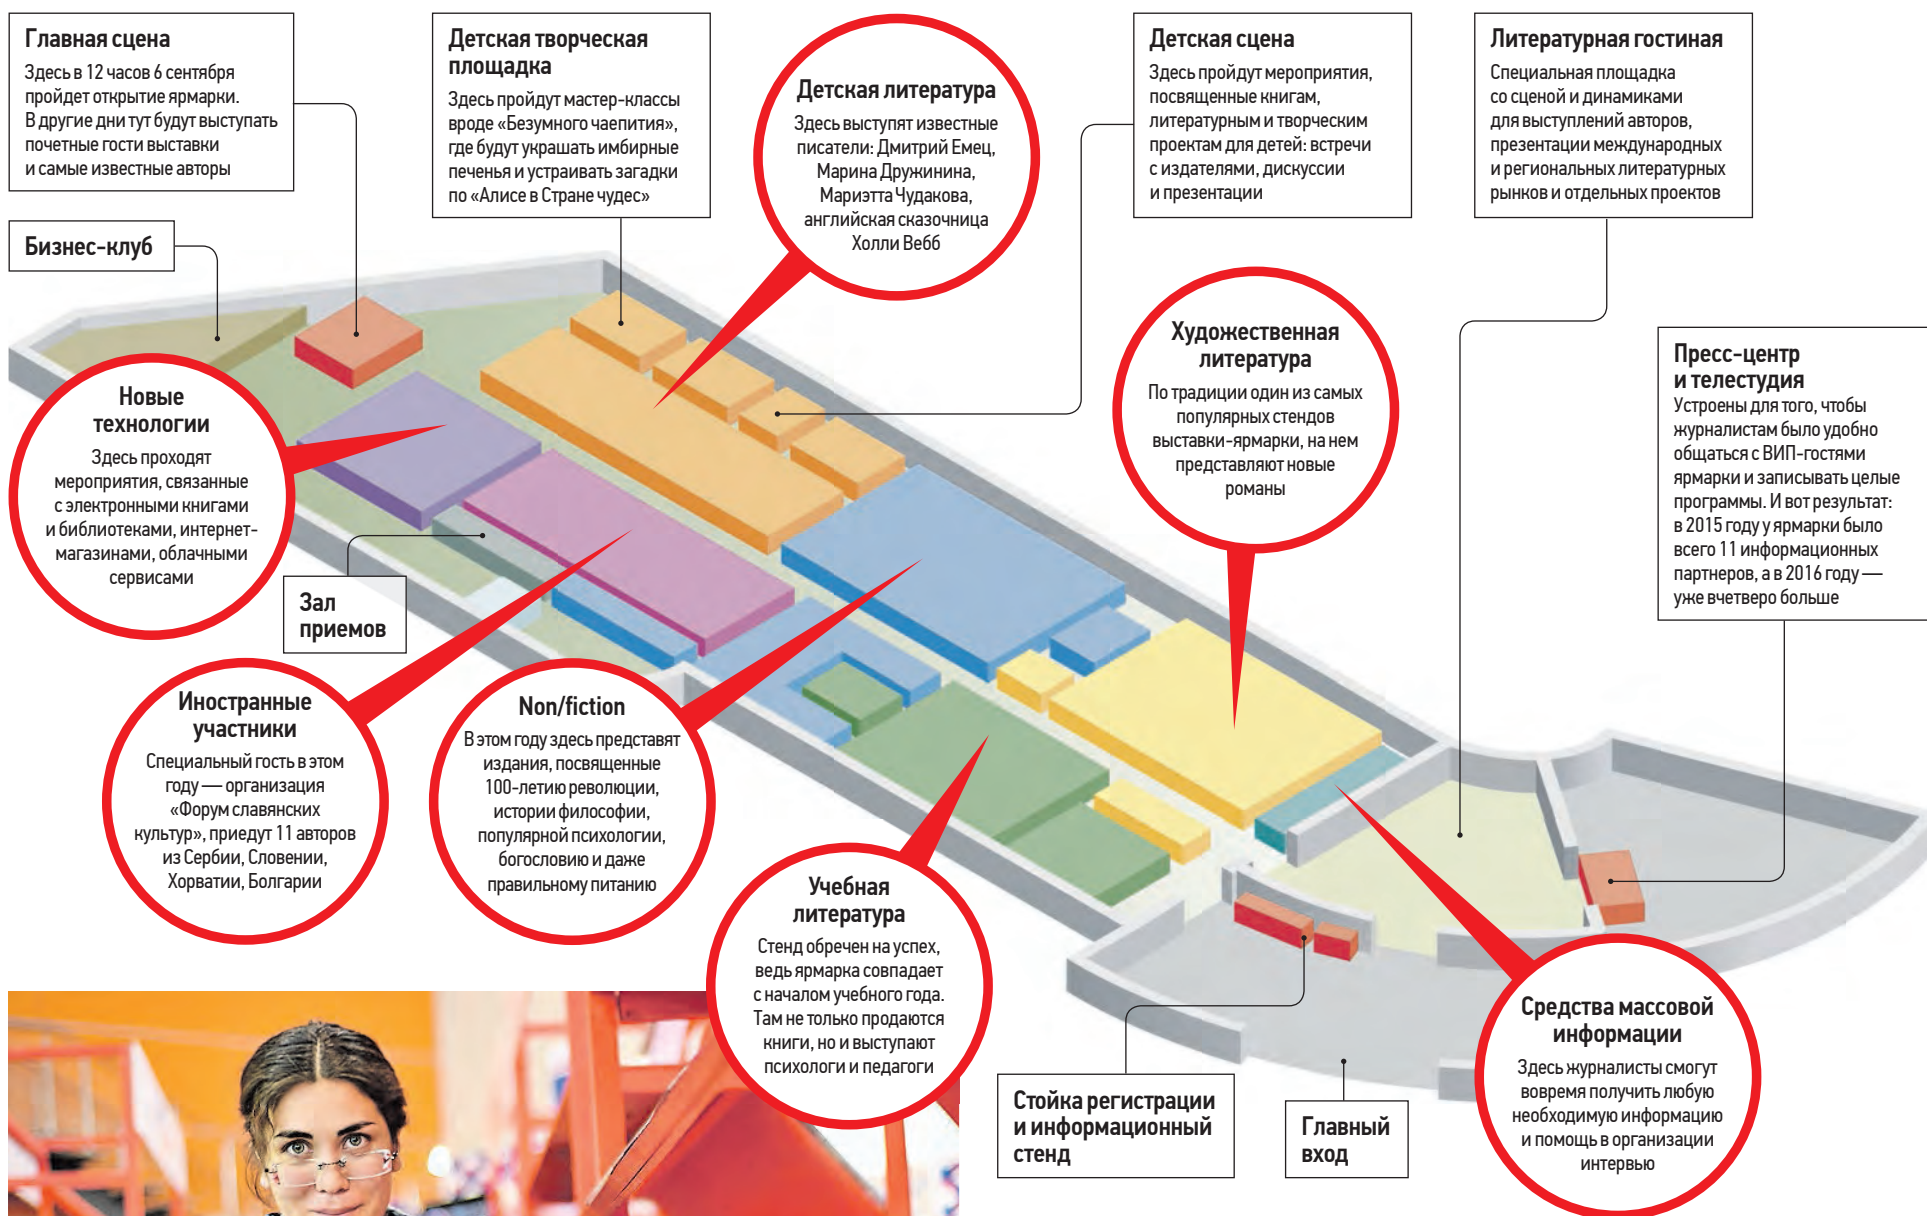 Главная сцена
Здесь в 12 часов 6 сентября
пройдет открытие ярмарки.
В другие дни тут будут выступать
почетные гости выставки
и самые известные авторы
Детская творческая
площадка
Здесь пройдут мастер-классы
вроде «Безумного чаепития»,
где будут украшать имбирные
печенья и устраивать загадки
по «Алисе в Стране чудес»
Детская литература
Здесь выступят известные
писатели: Дмитрий Емец,
Марина Дружинина,
Мариэтта Чудакова,
английская сказочница
Холли Вебб
Детская сцена
Здесь пройдут мероприятия,
посвященные книгам,
литературным и творческим
проектам для детей: встречи
с издателями, дискуссии
и презентации
Литературная гостиная
Специальная площадка
со сценой и динамиками
для выступлений авторов,
презентации международных
и региональных литературных
рынков и отдельных проектов
Бизнес-клуб
Художественная
литература
По традиции один из самых
популярных стендов
выставки-ярмарки, на нем
представляют новые
романы
Пресс-центр
и телестудия
Устроены для того, чтобы
журналистам было удобно
общаться с ВИП-гостями
ярмарки и записывать целые
программы. И вот результат:
в 2015 году у ярмарки было
всего 11 информационных
партнеров, а в 2016 году —
уже вчетверо больше
Новые
технологии
Здесь проходят
мероприятия, связанные
с электронными книгами
и библиотеками, интернет-
магазинами, облачными
сервисами
Зал
приемов
Иностранные
участники
Специальный гость в этом
году — организация
«Форум славянских
культур», приедут 11 авторов
из Сербии, Словении,
Хорватии, Болгарии
Non/fiction
В этом году здесь представят
издания, посвященные
100-летию революции,
истории философии,
популярной психологии,
богословию и даже
правильному питанию
Учебная
литература
Стенд обречен на успех,
ведь ярмарка совпадает
с началом учебного года.
Там не только продаются
книги, но и выступают
психологи и педагоги
Стойка регистрации
и информационный
стенд
Главный
вход
Средства массовой
информации
Здесь журналисты смогут
вовремя получить любую
необходимую информацию
и помощь в организации
интервью